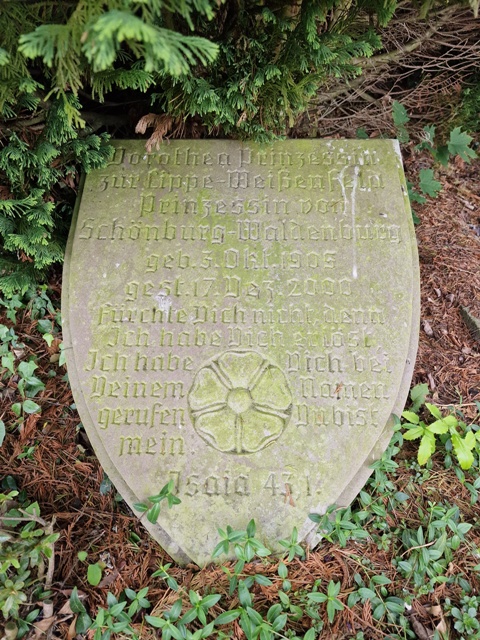 Dorothea Prinzessin
zur Lippe-Weißenfeld
Prinzessin von
Schönburg-Waldenburg
geb. 3. Okt. 1905
gest. 17. Dez. 2000
Fürchte Dich nicht, denn
Ich habe Dich erlöst
Ich habe Dich bei
Deinem Namen
gerufen Du bist
mein.
Isaia 43,1.